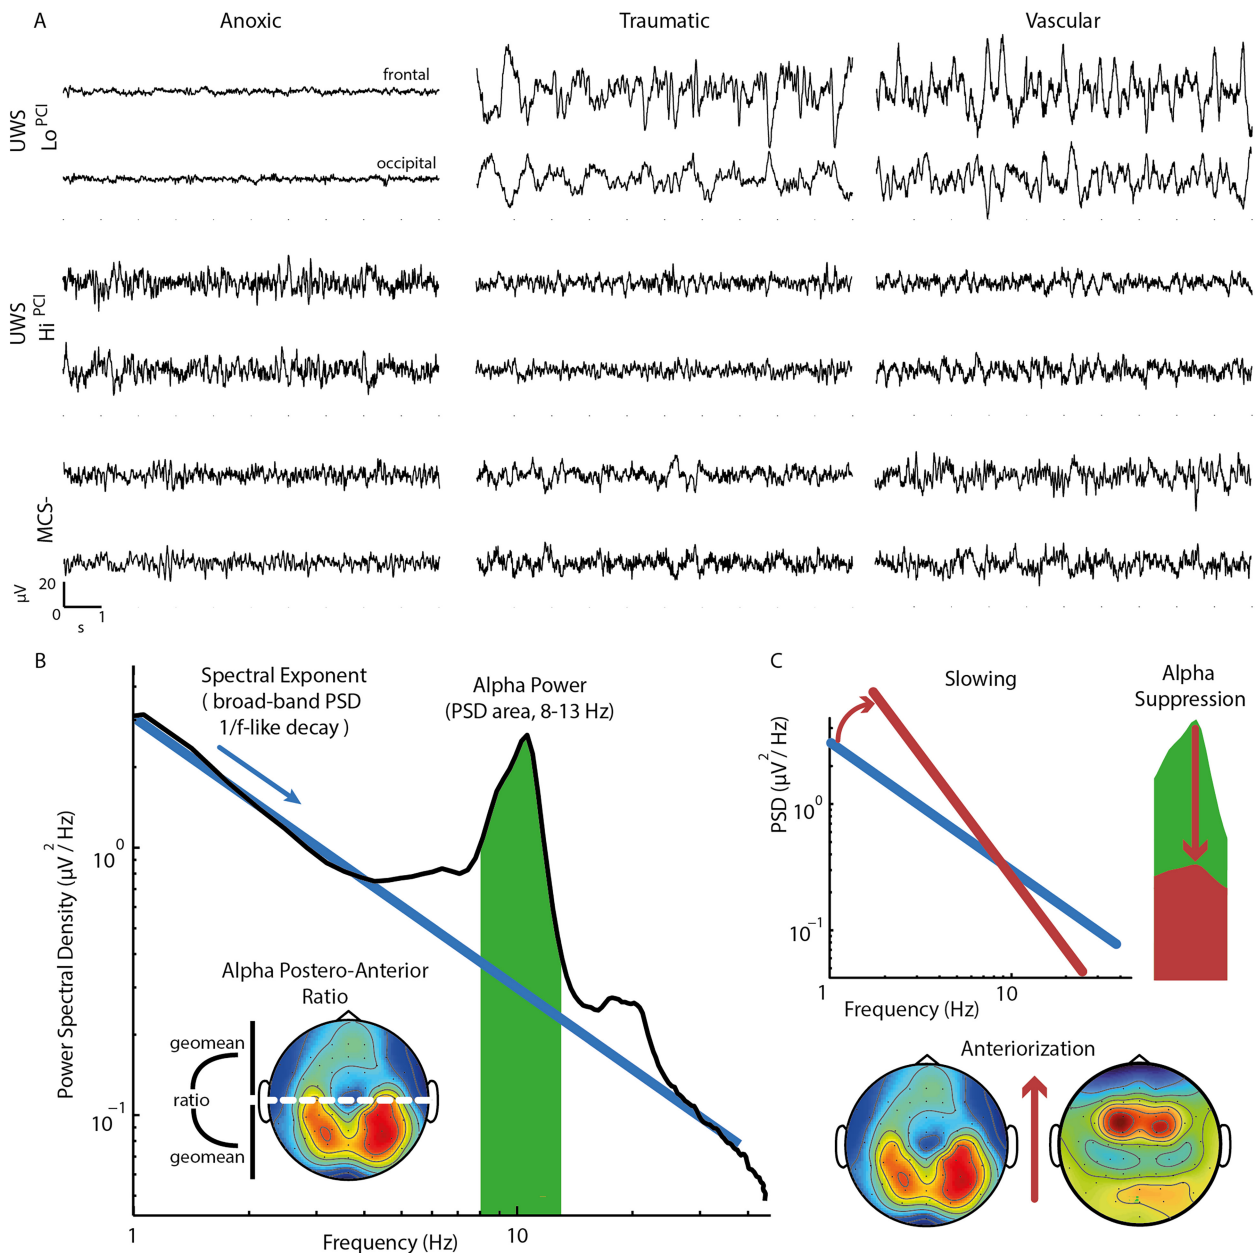 A
Anoxic
Traumatic
Vascular
UWS
Lo PCI
frontal
occipital
UWS
Hi PCI
MCS-
μV
20
0
1
s
B
Spectral Exponent
( broad-band PSD
1/f-like decay )
Alpha Power
(PSD area, 8-13 Hz)
Power Spectral Density (μV2 / Hz)
10 0
10 -1
Alpha Postero-Anterior
Ratio
geomean
ratio
geomean
1
10
Frequency (Hz)
C
Slowing
Alpha
Suppression
PSD (μV2 / Hz)
10 0
10 -1
1
10
Frequency (Hz)
Anteriorization